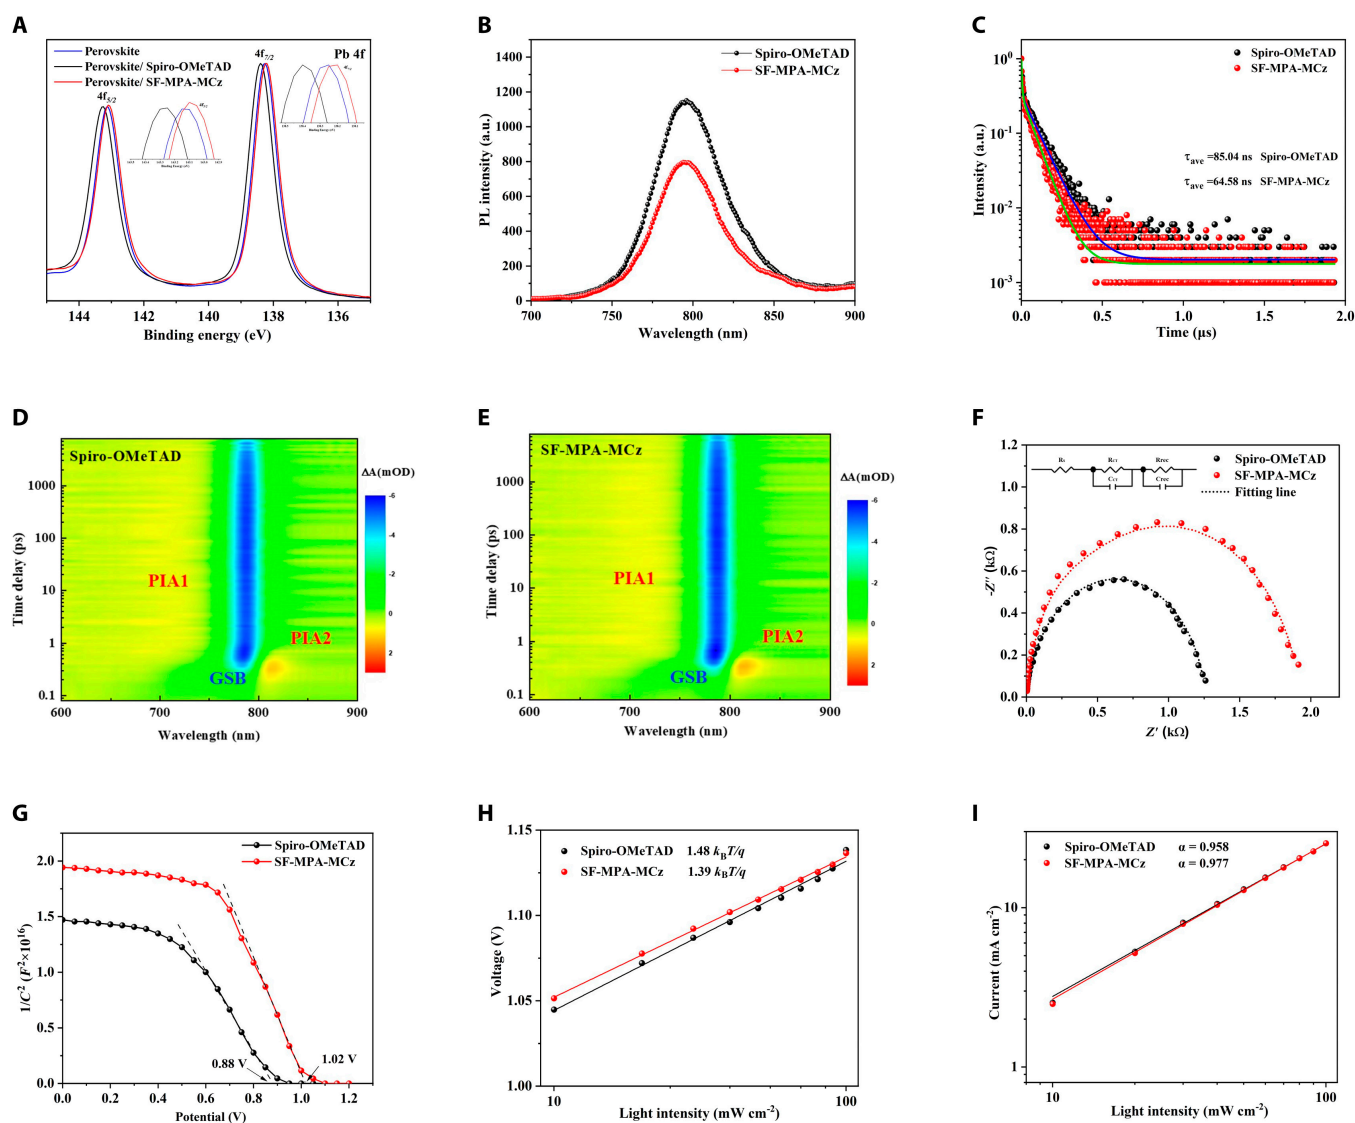 A
Perovskite
Perovskite/ Spiro-OMeTAD
Perovskite/ SF-MPA-MCz
Pb 4f
4f5/2
4f7/2
Binding Energy (eV)
Binding Energy (eV)
144 142 140 138 136
Binding energy (eV)
B
Spiro-OMeTAD
SF-MPA-MCz
1400
1200
1000
800
600
400
200
0
PL intensity (a.u.)
700 750 800 850 900
Wavelength (nm)
C
Spiro-OMeTAD
SF-MPA-MCz
10^0
10^-1
10^-2
10^-3
Intensity (a.u.)
τave =85.04 ns Spiro-OMeTAD
τave =64.58 ns SF-MPA-MCz
0.0 0.5 1.0 1.5 2.0
Time (μs)
D
Spiro-OMeTAD
1000
100
10
1
0.1
Time delay (ps)
PIA1
PIA2
GSB
600 700 800 900
Wavelength (nm)
ΔA(mOD)
-6
-4
-2
0
2
E
SF-MPA-MCz
1000
100
10
1
0.1
Time delay (ps)
PIA1
PIA2
GSB
600 700 800 900
Wavelength (nm)
ΔA(mOD)
-6
-4
-2
0
2
F
Rs RCT Rrec
CCT Crec
Spiro-OMeTAD
SF-MPA-MCz
Fitting line
1.2
1.0
0.8
0.6
0.4
0.2
0.0
-Z'' (kΩ)
0.0 0.5 1.0 1.5 2.0
Z' (kΩ)
G
Spiro-OMeTAD
SF-MPA-MCz
2.0
1.5
1.0
0.5
0.0
1/C² (F²×10¹⁶)
0.88 V
1.02 V
0.0 0.2 0.4 0.6 0.8 1.0 1.2
Potential (V)
H
Spiro-OMeTAD 1.48 kBT/q
SF-MPA-MCz 1.39 kBT/q
1.15
1.10
1.05
1.00
Voltage (V)
10 100
Light intensity (mW cm⁻²)
I
Spiro-OMeTAD α = 0.958
SF-MPA-MCz α = 0.977
10
1
Current (mA cm⁻²)
10 100
Light intensity (mW cm⁻²)